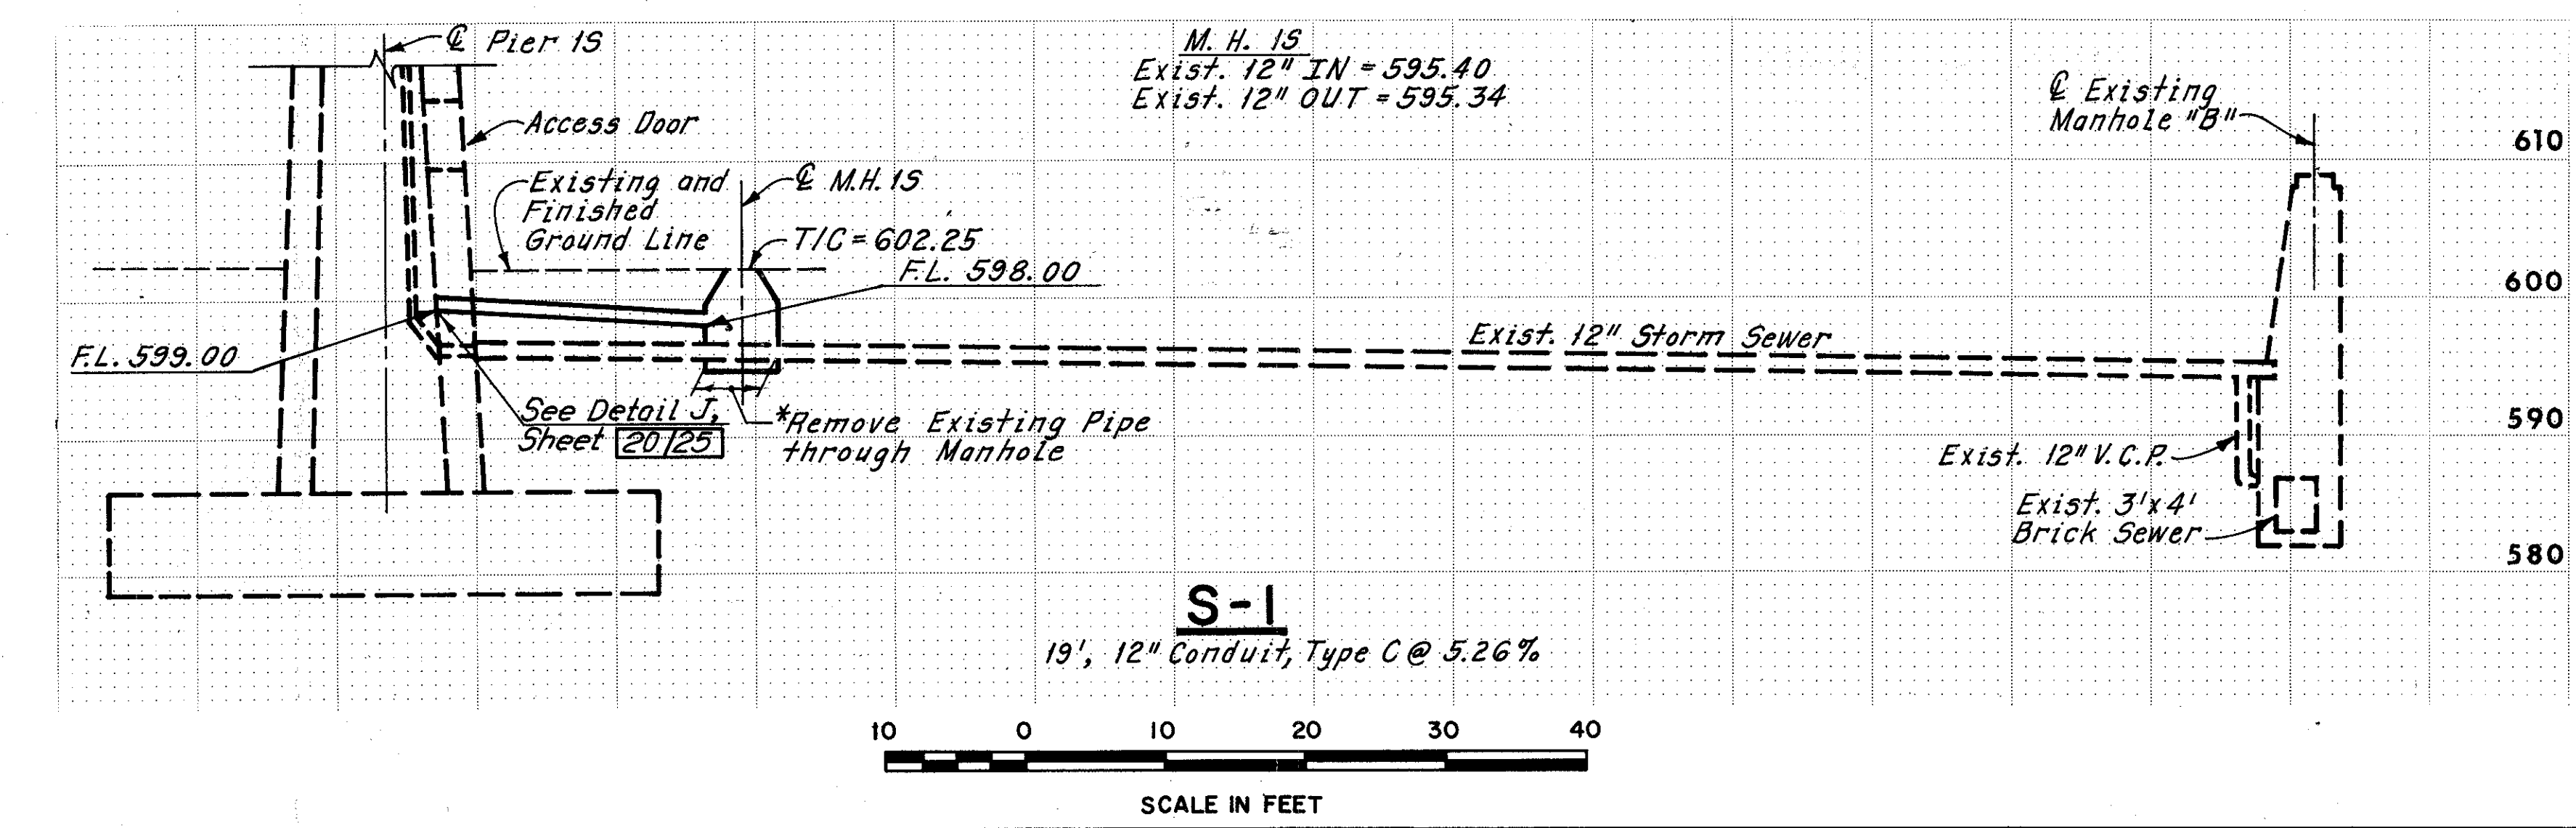 ℄ Pier 1S
M. H. 1S
Exist. 12" IN = 595.40
Exist. 12" OUT = 595.34
℄ Existing
Manhole "B"
Access Door
610
Existing and
Finished
Ground Line
℄ M.H. 1S
T/C = 602.25
F.L. 598.00
600
F.L. 599.00
Exist. 12" Storm Sewer
See Detail J,
Sheet 20/25
*Remove Existing Pipe
through Manhole
590
Exist. 12" V.C.P.
Exist. 3'x4'
Brick Sewer
580
S-1
19', 12" Conduit, Type C @ 5.26%
10 0 10 20 30 40
SCALE IN FEET